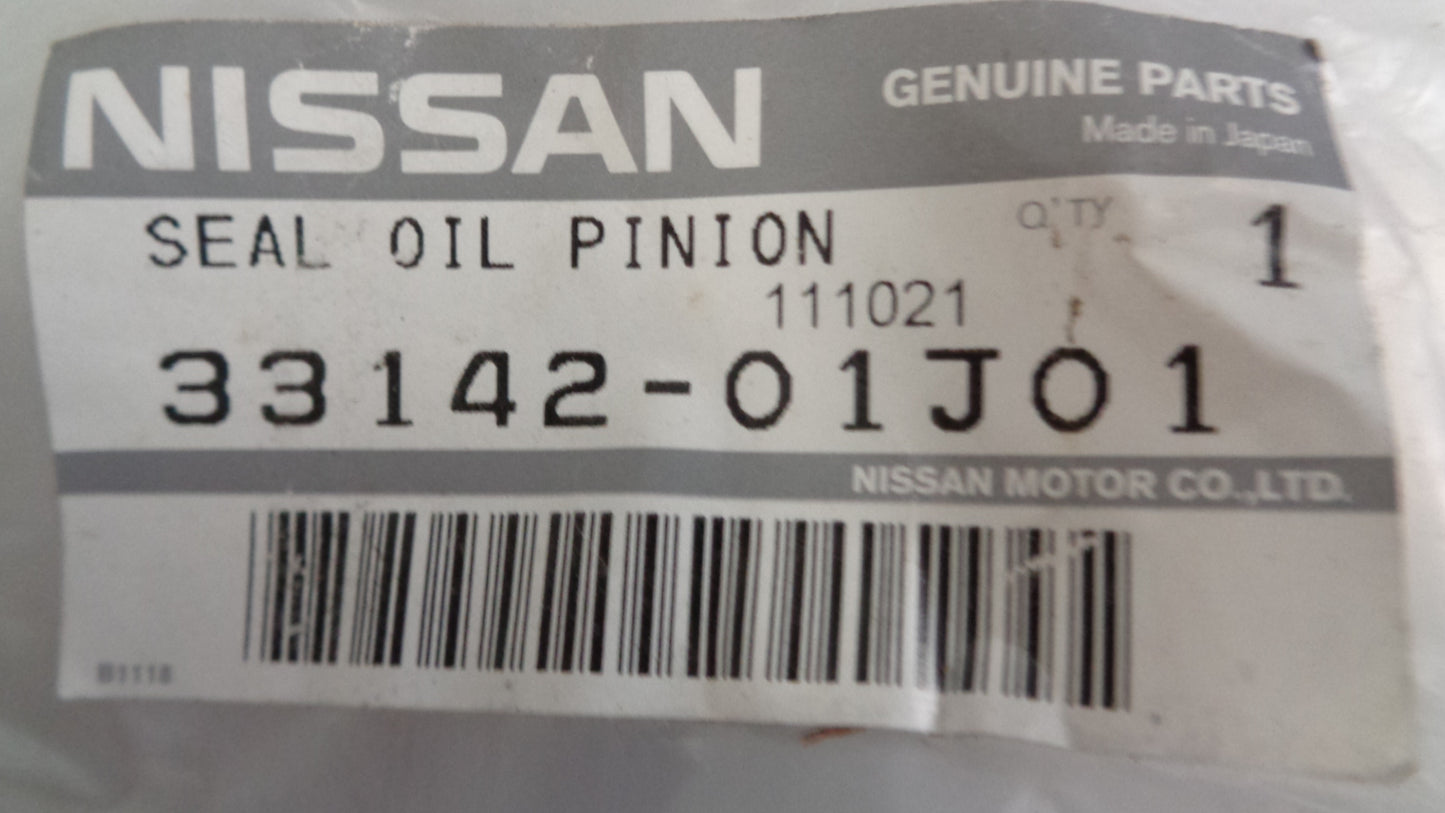 NISSAN GENUINE PARTS
Made in Japan
SEAL OIL PINION Q'TY 1
111021
33142-01J01
NISSAN MOTOR CO.,LTD.
B1118